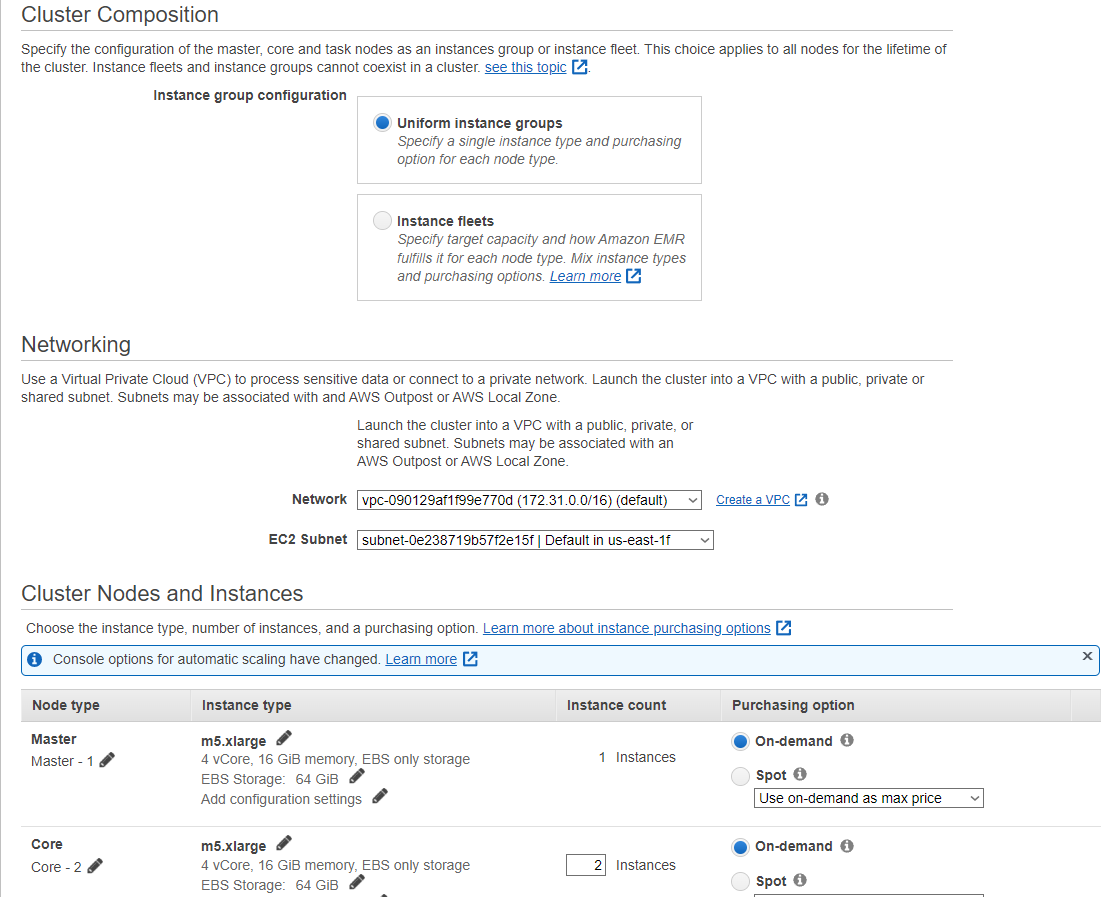 Cluster Composition
Specify the configuration of the master, core and task nodes as an instances group or instance fleet. This choice applies to all nodes for the lifetime of
the cluster. Instance fleets and instance groups cannot coexist in a cluster. see this topic.
Instance group configuration
Uniform instance groups
Specify a single instance type and purchasing
option for each node type.
Instance fleets
Specify target capacity and how Amazon EMR
fulfills it for each node type. Mix instance types
and purchasing options. Learn more
Networking
Use a Virtual Private Cloud (VPC) to process sensitive data or connect to a private network. Launch the cluster into a VPC with a public, private or
shared subnet. Subnets may be associated with and AWS Outpost or AWS Local Zone.
Launch the cluster into a VPC with a public, private, or
shared subnet. Subnets may be associated with an
AWS Outpost or AWS Local Zone.
Network vpc-090129af1f99e770d (172.31.0.0/16) (default) Create a VPC
EC2 Subnet subnet-0e238719b57f2e15f | Default in us-east-1f
Cluster Nodes and Instances
Choose the instance type, number of instances, and a purchasing option. Learn more about instance purchasing options
Console options for automatic scaling have changed. Learn more
Node type Instance type Instance count Purchasing option
Master
Master - 1
m5.xlarge
4 vCore, 16 GiB memory, EBS only storage
EBS Storage: 64 GiB
Add configuration settings
1 Instances
On-demand
Spot
Use on-demand as max price
Core
Core - 2
m5.xlarge
4 vCore, 16 GiB memory, EBS only storage
EBS Storage: 64 GiB
2 Instances
On-demand
Spot